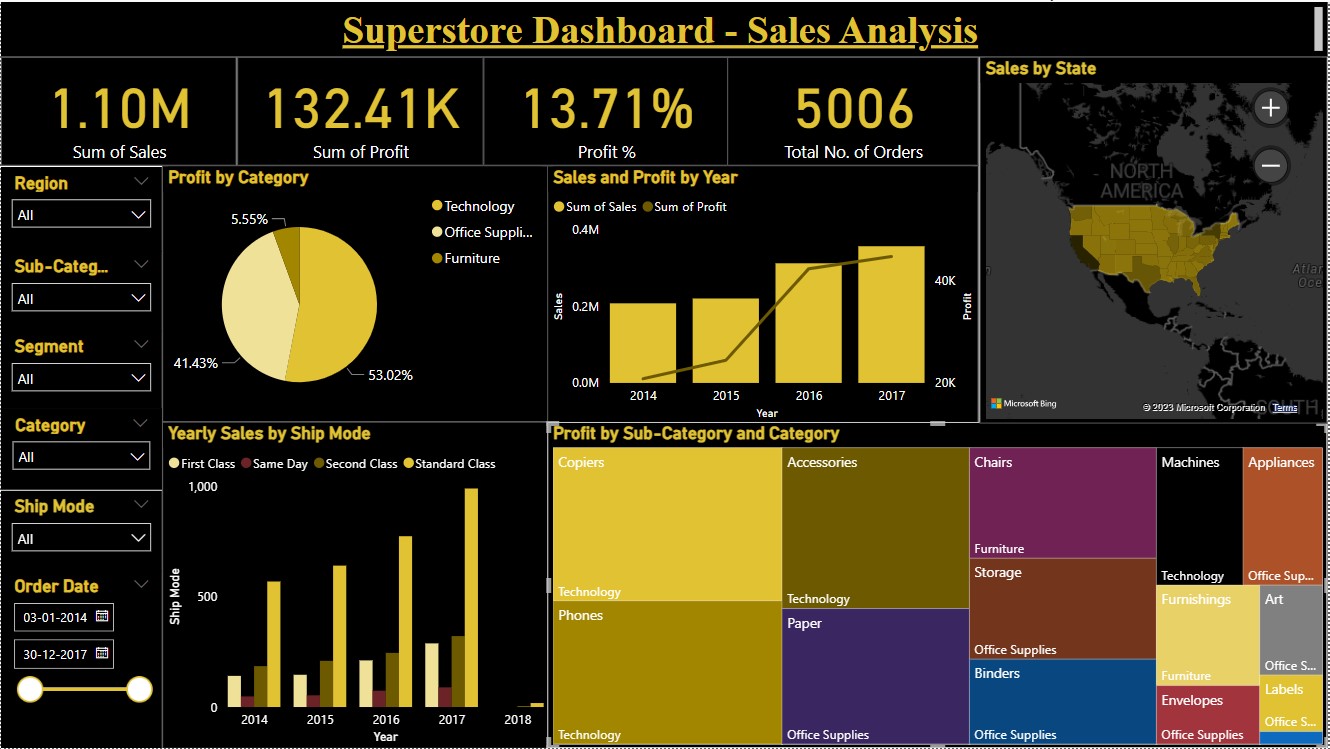 Superstore Dashboard - Sales Analysis
1.10M
Sum of Sales
132.41K
Sum of Profit
13.71%
Profit %
5006
Total No. of Orders
Sales by State
+
−
NORTH
AMERICA
Atlan
Oce
Microsoft Bing
© 2023 Microsoft Corporation Terms
SOUTH
Region
All
Sub-Categ...
All
Segment
All
Category
All
Ship Mode
All
Order Date
03-01-2014
30-12-2017
Profit by Category
5.55%
41.43%
53.02%
Technology
Office Suppli...
Furniture
Sales and Profit by Year
Sum of Sales Sum of Profit
0.4M
0.2M
0.0M
Sales
40K
20K
Profit
2014 2015 2016 2017
Year
Yearly Sales by Ship Mode
First Class Same Day Second Class Standard Class
1,000
500
0
Ship Mode
2014 2015 2016 2017 2018
Year
Profit by Sub-Category and Category
Copiers
Technology
Phones
Technology
Accessories
Technology
Paper
Office Supplies
Chairs
Furniture
Storage
Office Supplies
Binders
Office Supplies
Machines
Technology
Appliances
Office Sup...
Furnishings
Furniture
Art
Office S...
Envelopes
Office Supplies
Labels
Office S...